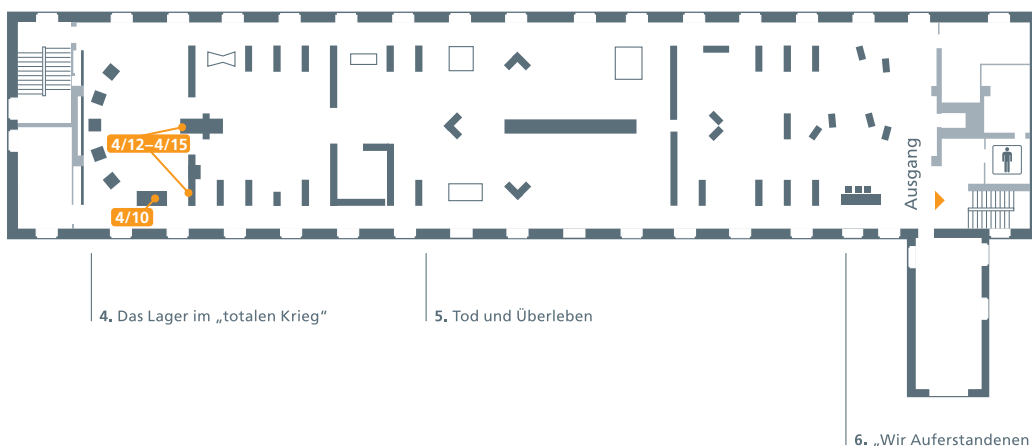 4/12–4/15
4/10
Ausgang
4. Das Lager im „totalen Krieg“
5. Tod und Überleben
6. „Wir Auferstandenen